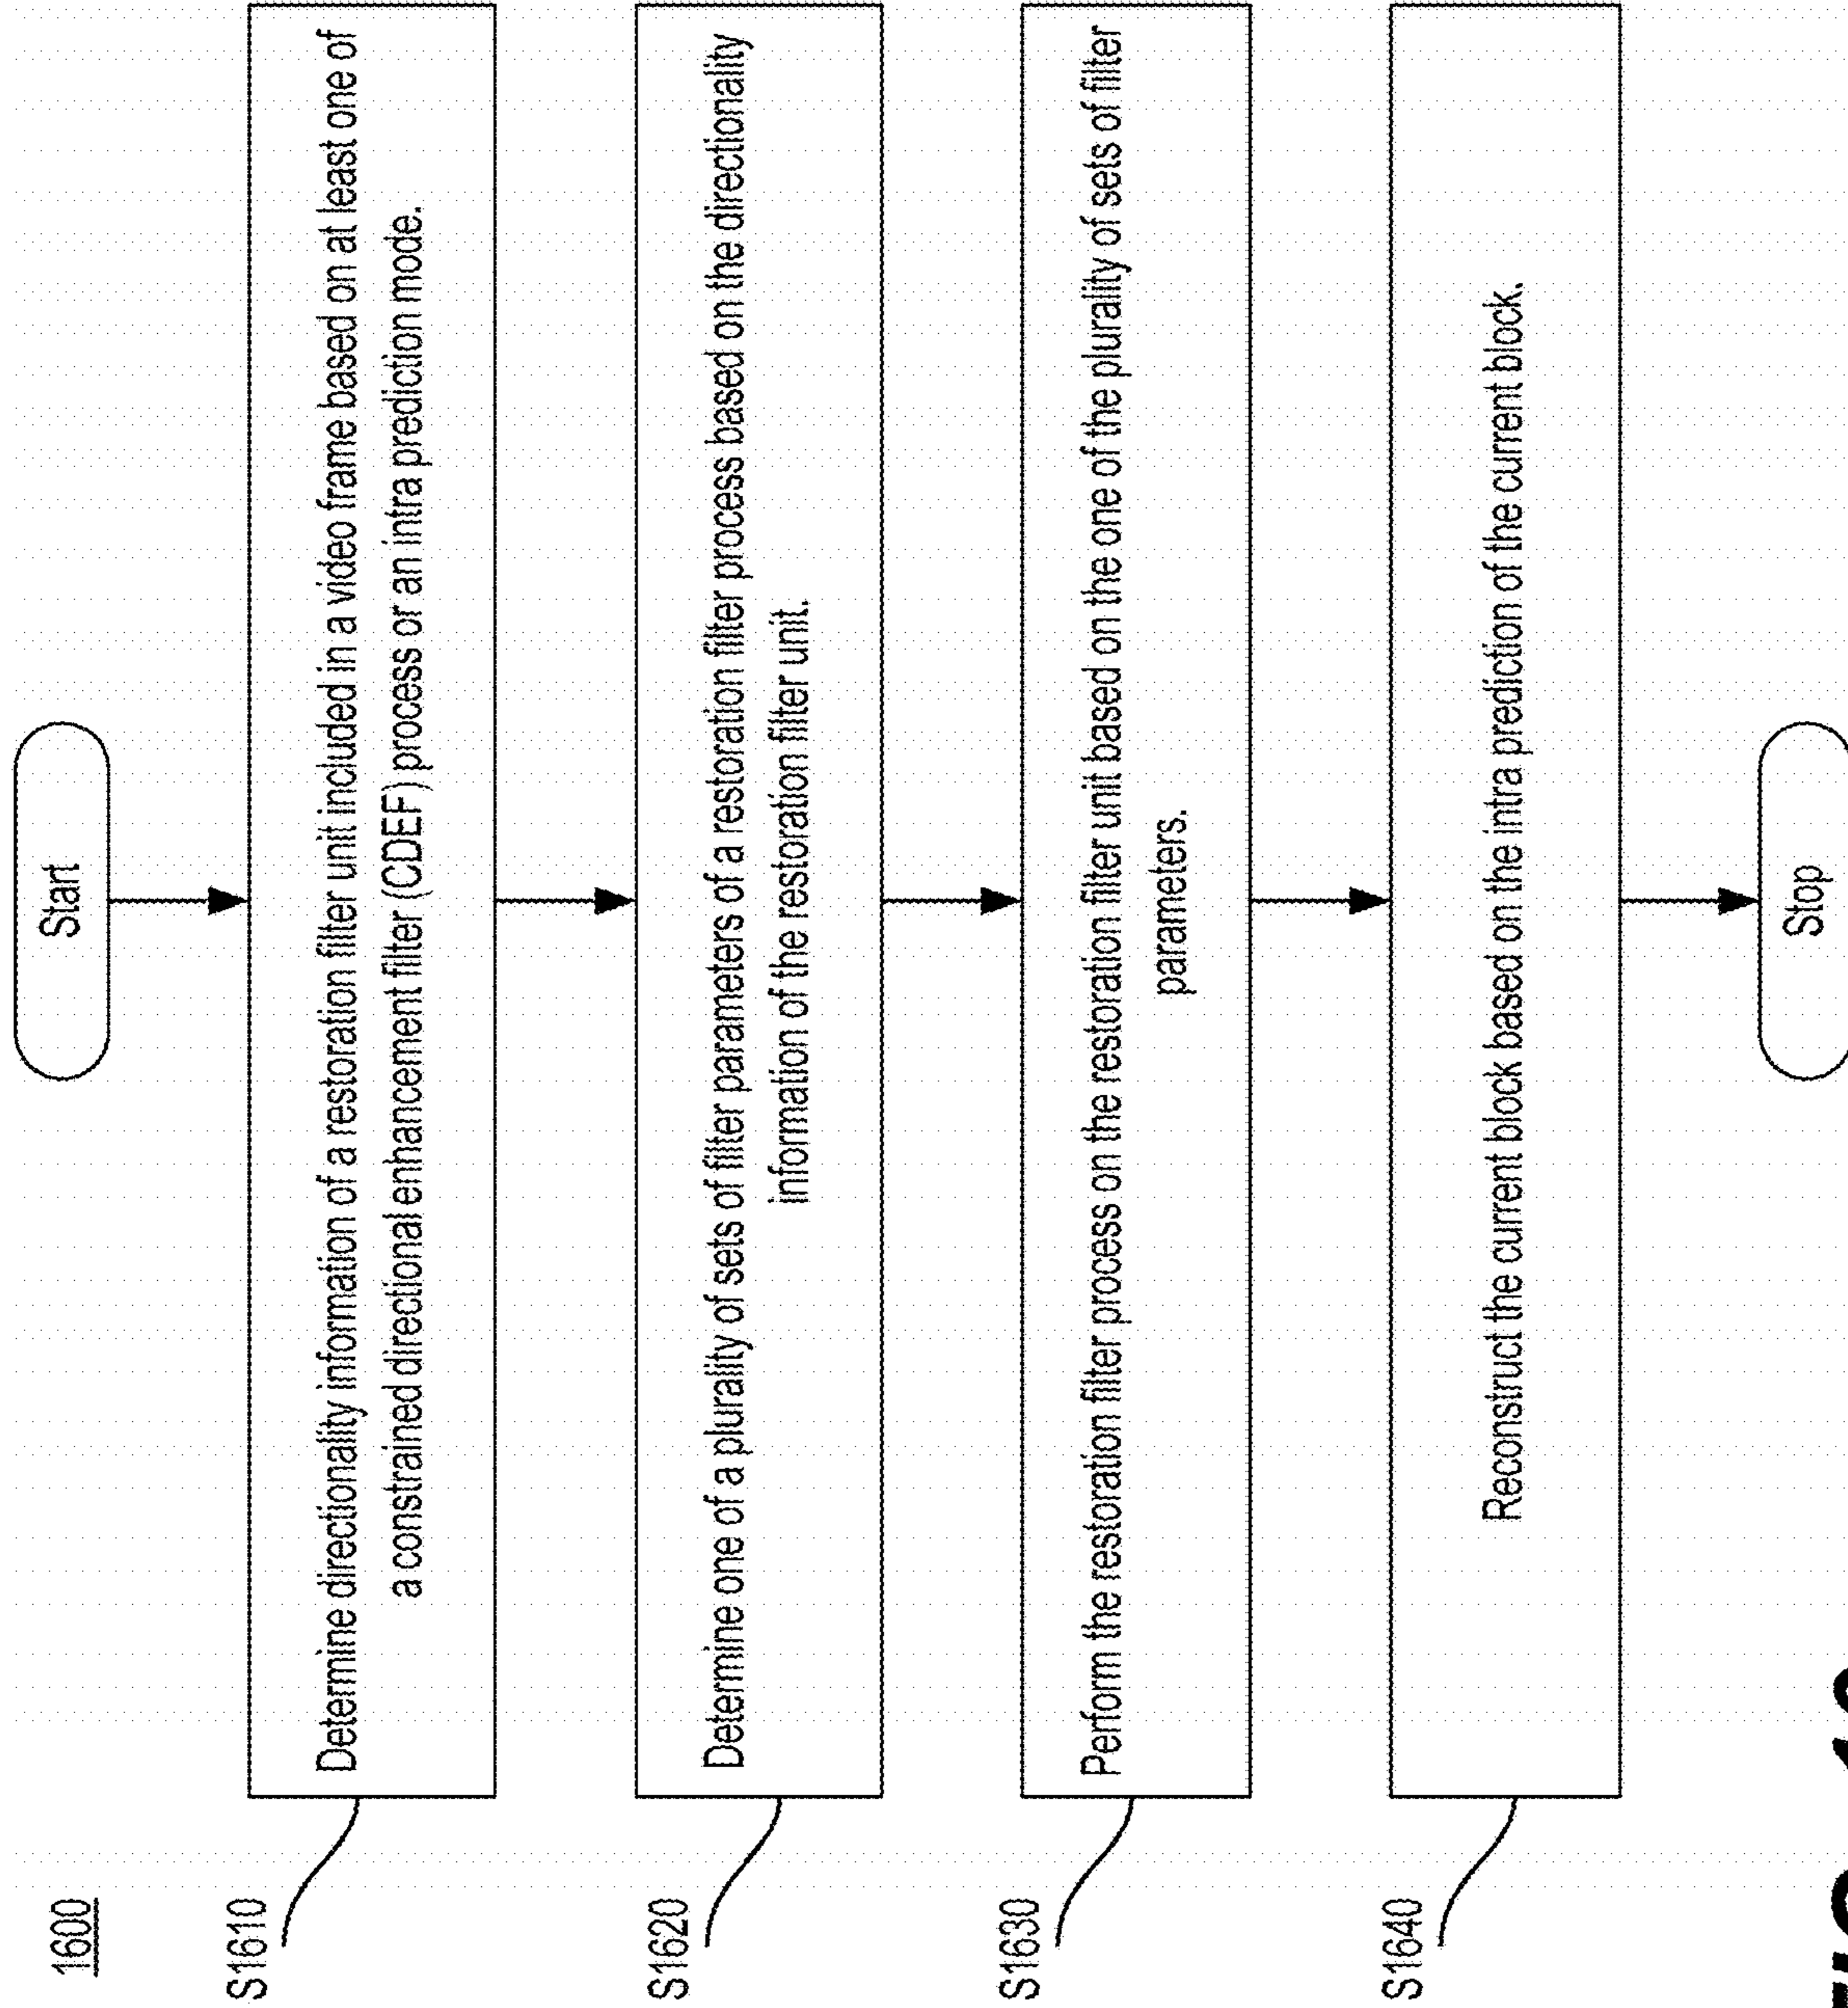 1600
Start
S1610
Determine directionality information of a restoration filter unit included in a video frame based on at least one of
a constrained directional enhancement filter (CDEF) process or an intra prediction mode.
S1620
Determine one of a plurality of sets of filter parameters of a restoration filter process based on the directionality
information of the restoration filter unit.
S1630
Perform the restoration filter process on the restoration filter unit based on the one of the plurality of sets of filter
parameters.
S1640
Reconstruct the current block based on the intra prediction of the current block.
Stop